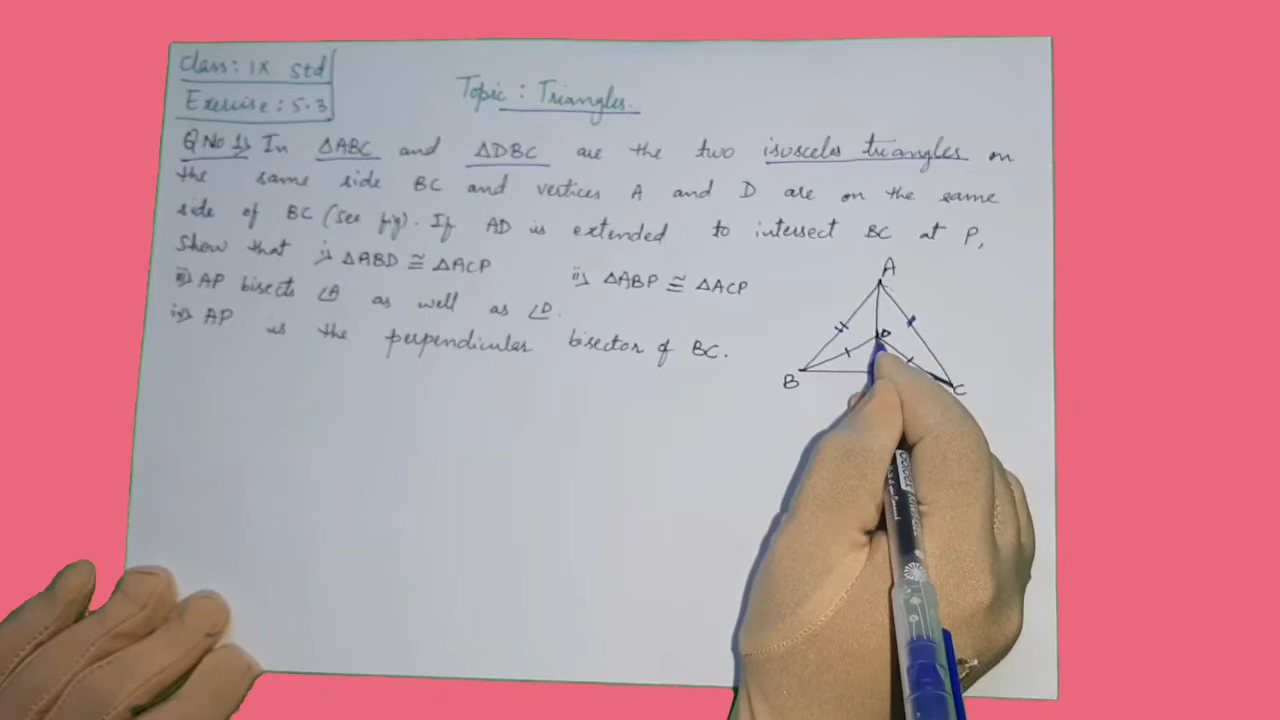 Class: IX Std
Exercise: 5.3
Topic: Triangles.
Q No 1) In ΔABC and ΔDBC are the two isosceles triangles on
the same side BC and vertices A and D are on the same
side of BC (see fig). If AD is extended to intersect BC at P,
Show that i) ΔABD ≅ ΔACP ii) ΔABP ≅ ΔACP
iii) AP bisects ∠A as well as ∠D.
iv) AP is the perpendicular bisector of BC.
A
D
B
C